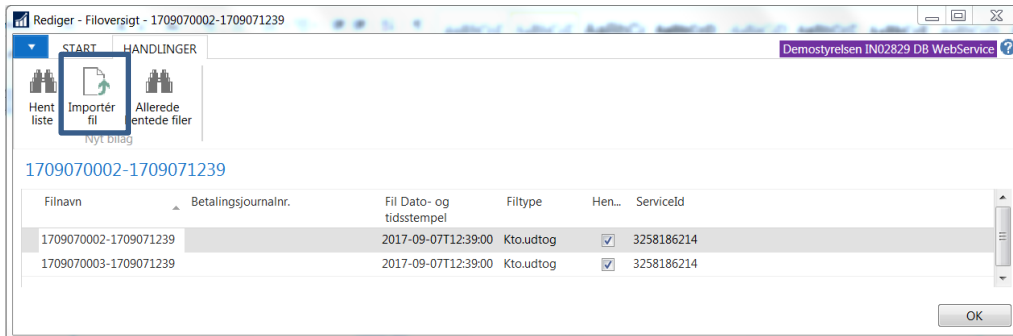 Rediger - Filoversigt - 1709070002-1709071239
START HANDLINGER
Demostyrelsen IN02829 DB WebService
Hent liste
Importér fil
Allerede hentede filer
Nyt bilag
1709070002-1709071239
Filnavn Betalingsjournalnr. Fil Dato- og tidsstempel Filtype Hen... ServiceId
1709070002-1709071239 2017-09-07T12:39:00 Kto.udtog 3258186214
1709070003-1709071239 2017-09-07T12:39:00 Kto.udtog 3258186214
OK